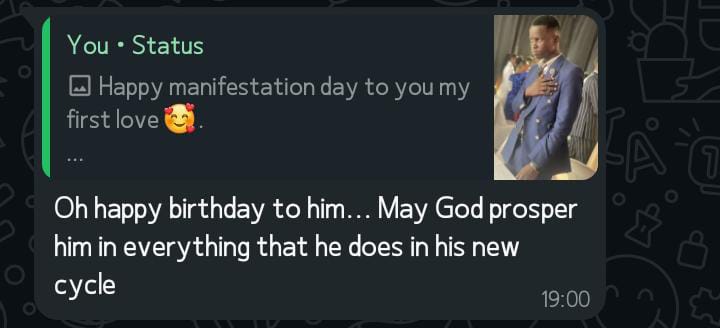 You • Status
Happy manifestation day to you my
first love 🥰.
...
Oh happy birthday to him... May God prosper
him in everything that he does in his new
cycle
19:00